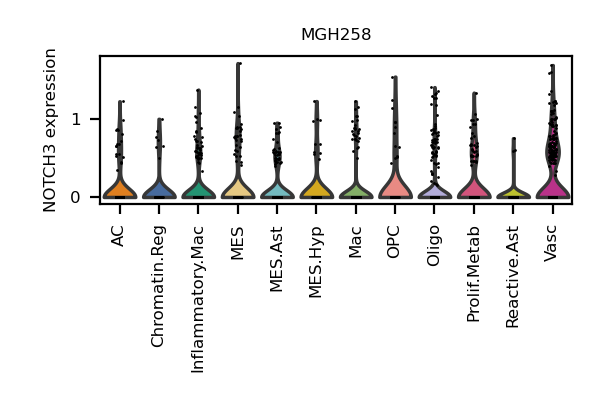 MGH258
NOTCH3 expression
1
0
AC
Chromatin.Reg
Inflammatory.Mac
MES
MES.Ast
MES.Hyp
Mac
OPC
Oligo
Prolif.Metab
Reactive.Ast
Vasc